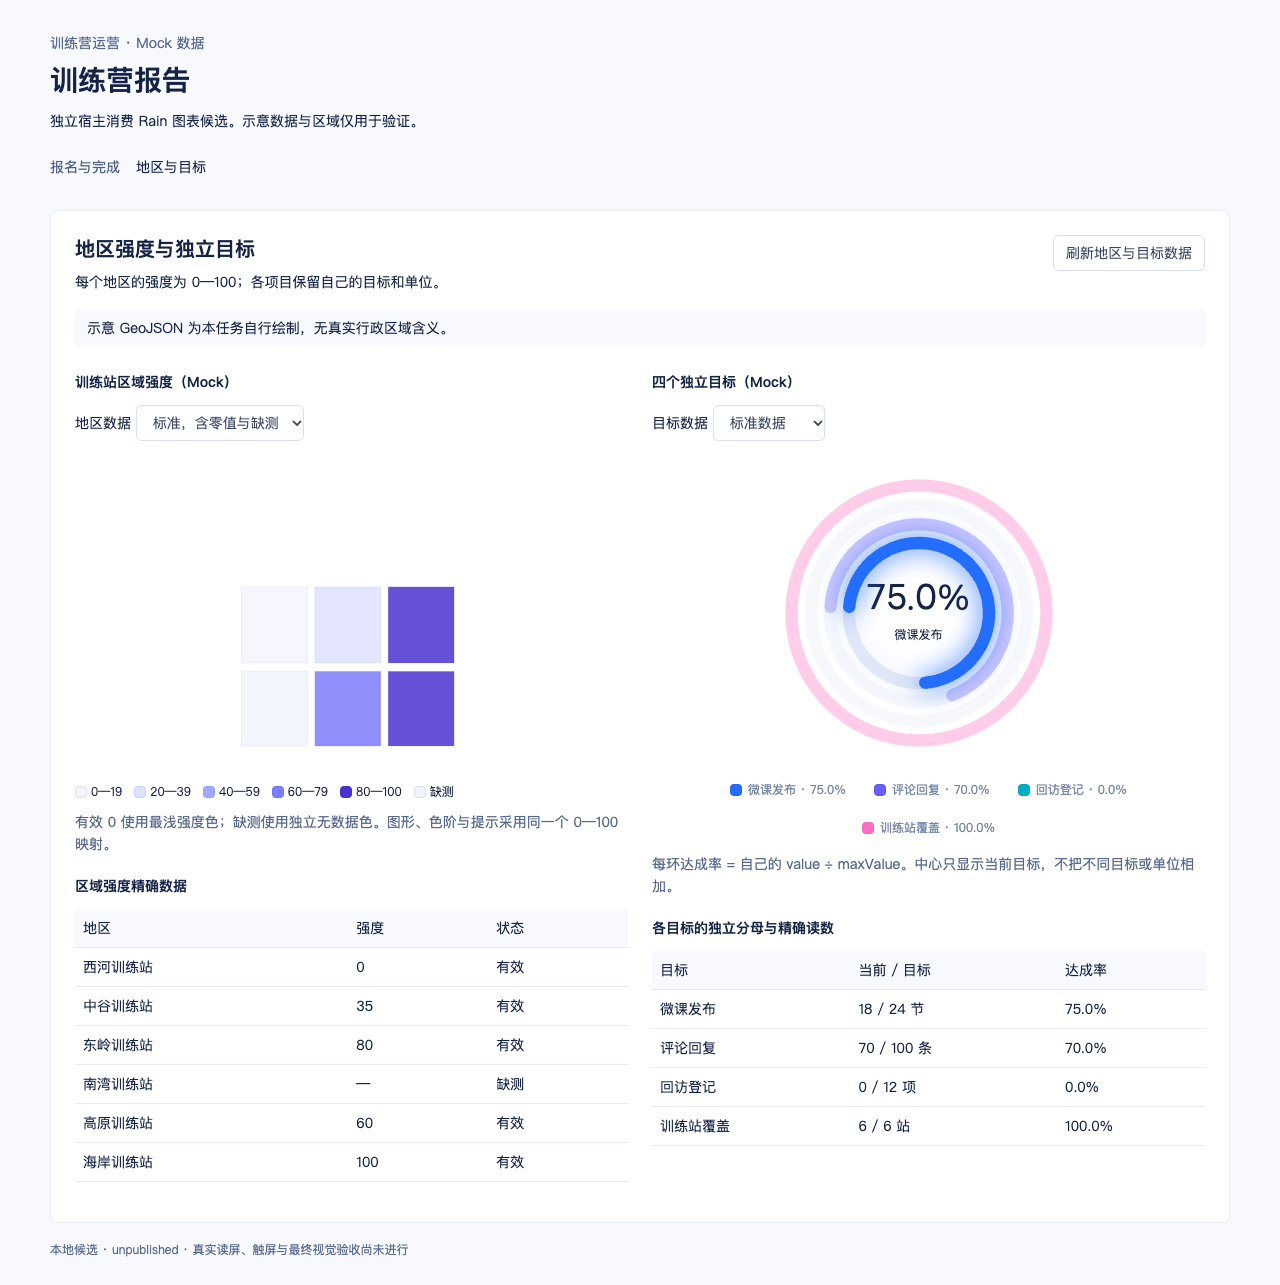 训练营运营 · Mock 数据
训练营报告
独立宿主消费 Rain 图表候选。示意数据与区域仅用于验证。
报名与完成 地区与目标
地区强度与独立目标
刷新地区与目标数据
每个地区的强度为 0—100；各项目保留自己的目标和单位。
示意 GeoJSON 为本任务自行绘制，无真实行政区域含义。
训练站区域强度（Mock）
地区数据 标准，含零值与缺测
0—19 20—39 40—59 60—79 80—100 缺测
有效 0 使用最浅强度色；缺测使用独立无数据色。图形、色阶与提示采用同一个 0—100
映射。
区域强度精确数据
地区 强度 状态
西河训练站 0 有效
中谷训练站 35 有效
东岭训练站 80 有效
南湾训练站 — 缺测
高原训练站 60 有效
海岸训练站 100 有效
四个独立目标（Mock）
目标数据 标准数据
75.0%
微课发布
微课发布 · 75.0% 评论回复 · 70.0% 回访登记 · 0.0%
训练站覆盖 · 100.0%
每环达成率 = 自己的 value ÷ maxValue。中心只显示当前目标，不把不同目标或单位相
加。
各目标的独立分母与精确读数
目标 当前 / 目标 达成率
微课发布 18 / 24 节 75.0%
评论回复 70 / 100 条 70.0%
回访登记 0 / 12 项 0.0%
训练站覆盖 6 / 6 站 100.0%
本地候选 · unpublished · 真实读屏、触屏与最终视觉验收尚未进行